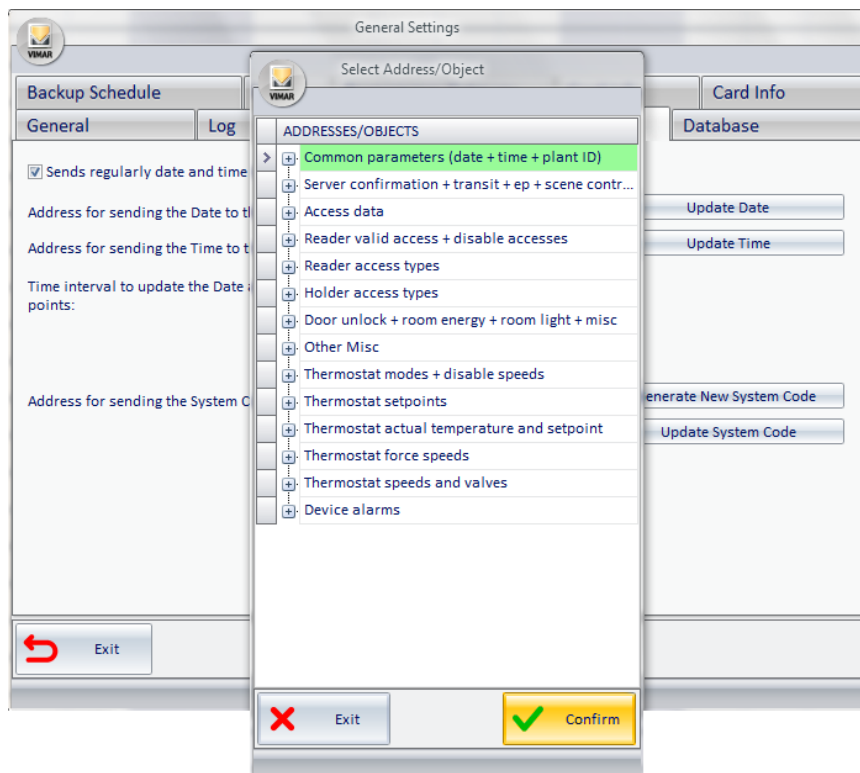 General Settings
VIMAR
Select Address/Object
VIMAR
Backup Schedule
Card Info
General
Log
Database
ADDRESSES/OBJECTS
Common parameters (date + time + plant ID)
Server confirmation + transit + ep + scene contr...
Access data
Reader valid access + disable accesses
Reader access types
Holder access types
Door unlock + room energy + room light + misc
Other Misc
Thermostat modes + disable speeds
Thermostat setpoints
Thermostat actual temperature and setpoint
Thermostat force speeds
Thermostat speeds and valves
Device alarms
Sends regularly date and time
Address for sending the Date to
Update Date
Address for sending the Time to
Update Time
Time interval to update the Date
points:
Address for sending the System
enerate New System Code
Update System Code
Exit
Exit
Confirm